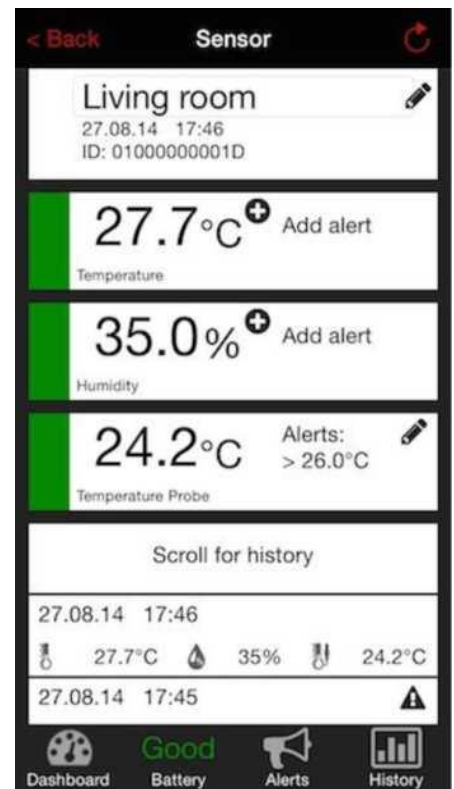 < Back Sensor
Living room
27.08.14 17:46
ID: 01000000001D
27.7°C Add alert
Temperature
35.0% Add alert
Humidity
24.2°C Alerts:
> 26.0°C
Temperature Probe
Scroll for history
27.08.14 17:46
27.7°C 35% 24.2°C
27.08.14 17:45
Good
Dashboard Battery Alerts History